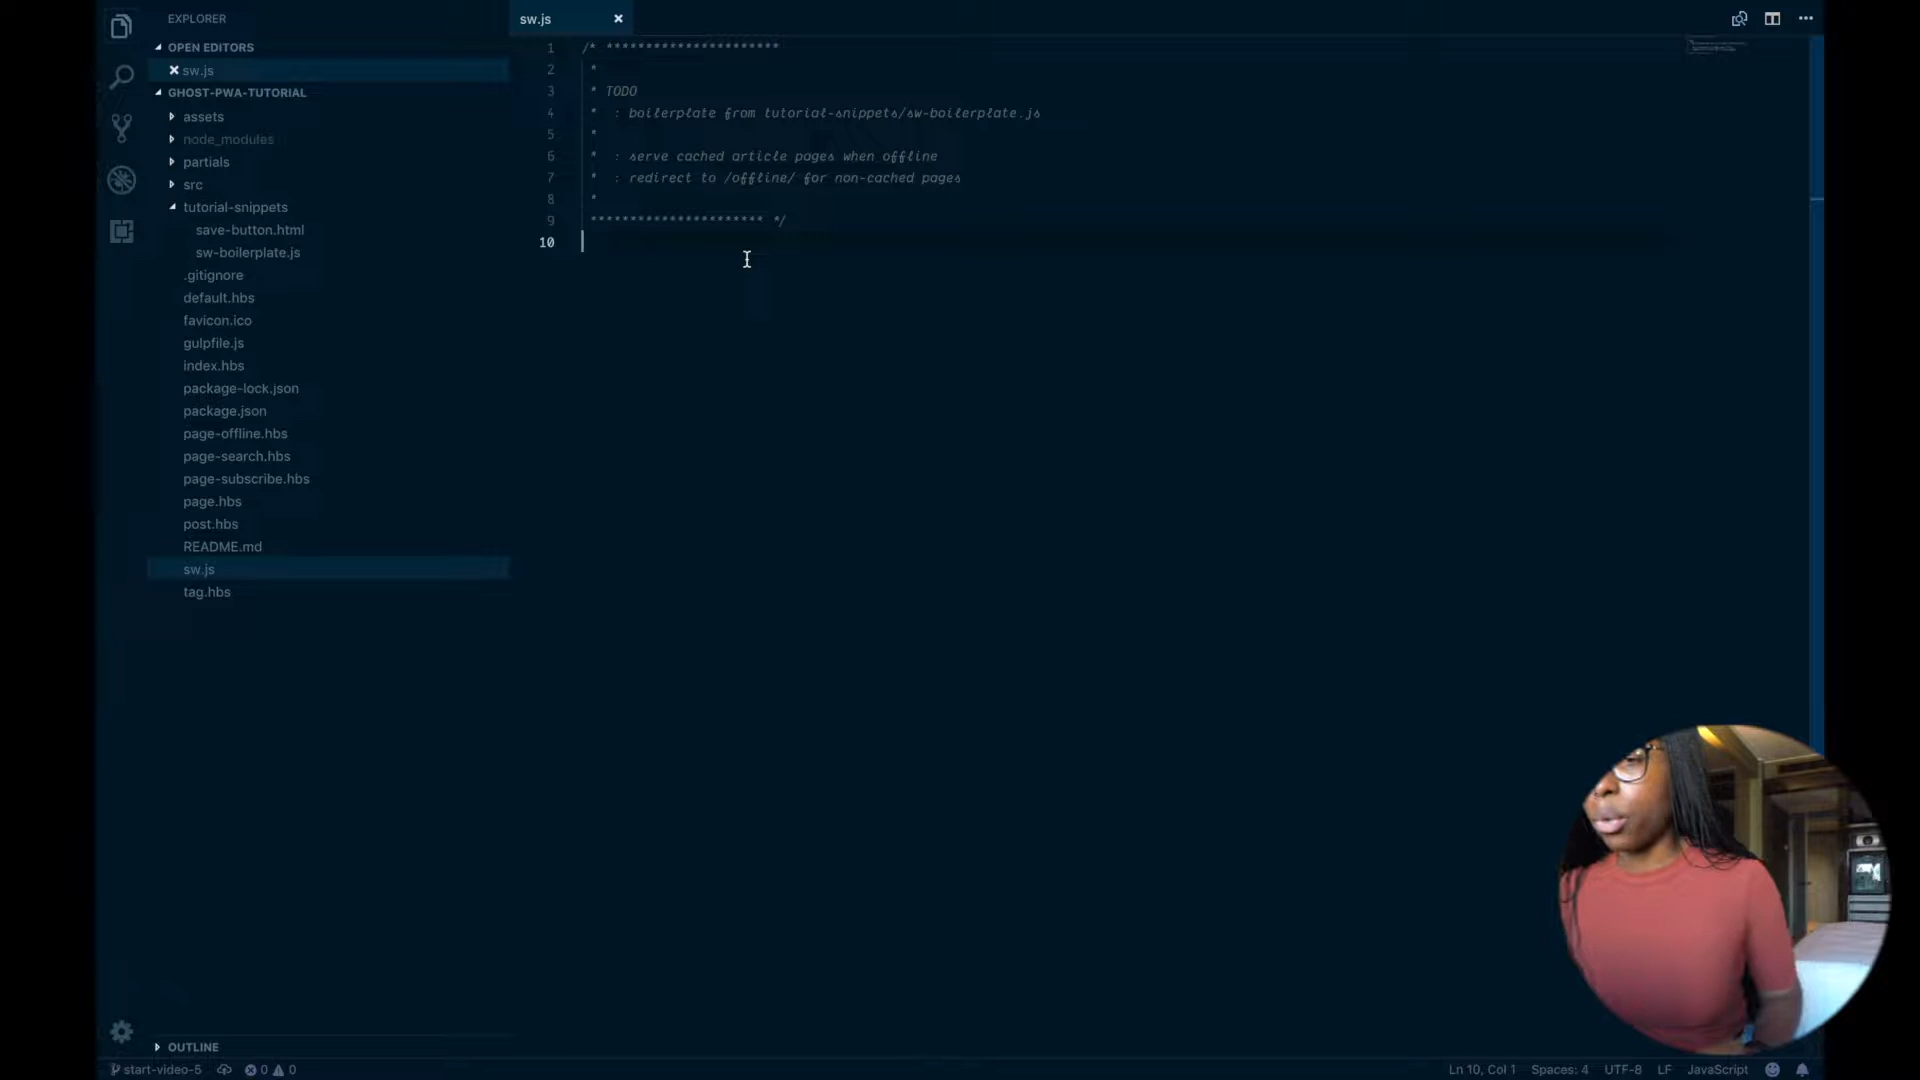 EXPLORER
OPEN EDITORS
sw.js
GHOST-PWA-TUTORIAL
assets
node_modules
partials
src
tutorial-snippets
save-button.html
sw-boilerplate.js
.gitignore
default.hbs
favicon.ico
gulpfile.js
index.hbs
package-lock.json
package.json
page-offline.hbs
page-search.hbs
page-subscribe.hbs
page.hbs
post.hbs
README.md
sw.js
tag.hbs
OUTLINE
sw.js
1 /* **********************
2 *
3 * TODO
4 * : boilerplate from tutorial-snippets/sw-boilerplate.js
5 *
6 * : serve cached article pages when offline
7 * : redirect to /offline/ for non-cached pages
8 *
9 ********************** */
10
start-video-5 0 0 Ln 10, Col 1 Spaces: 4 UTF-8 LF JavaScript